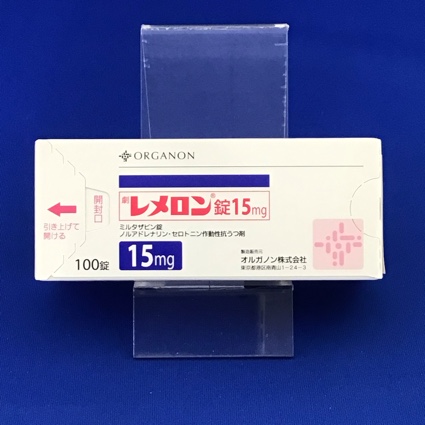 ORGANON
劇 レメロン®錠15mg
ミルタザピン錠
ノルアドレナリン・セロトニン作動性抗うつ剤
15mg
100錠
開封口
引き上げて
開ける
製造販売元
オルガノン株式会社
東京都港区南青山1-24-3